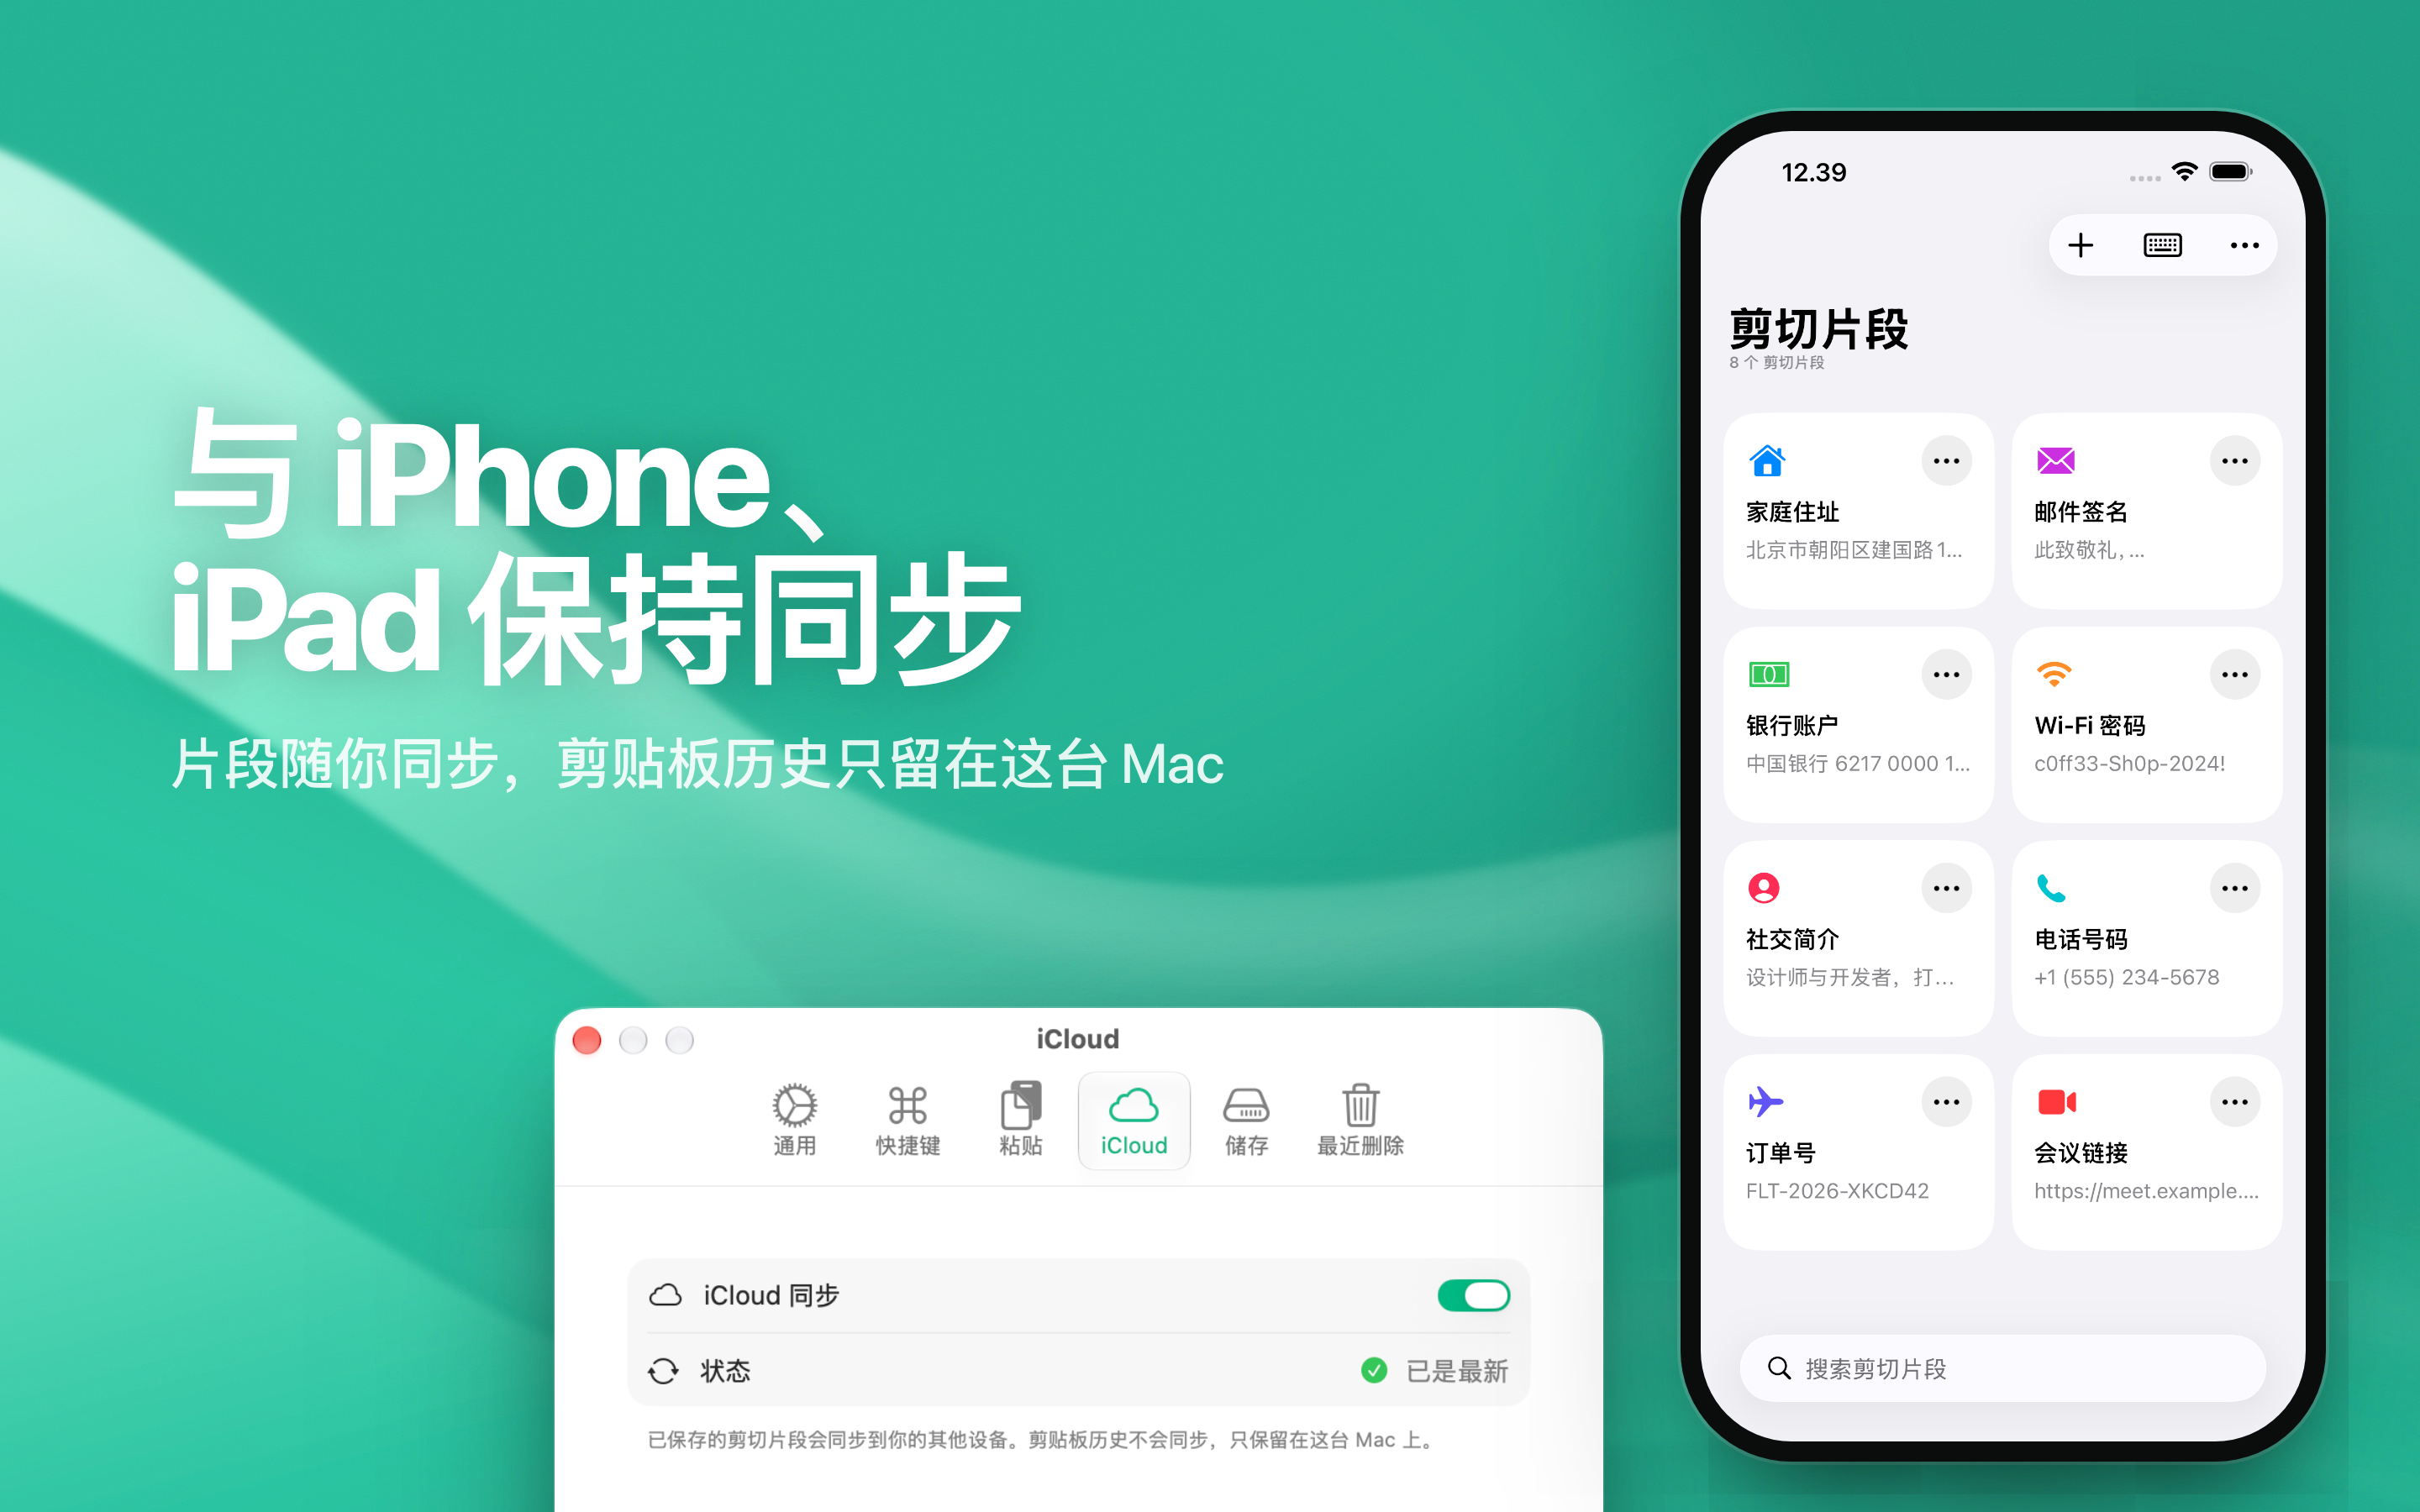 与 iPhone、
iPad 保持同步
片段随你同步，剪贴板历史只留在这台 Mac
iCloud
通用
快捷键
粘贴
iCloud
储存
最近删除
iCloud 同步
状态
已是最新
已保存的剪切片段会同步到你的其他设备。剪贴板历史不会同步，只保留在这台 Mac 上。
12.39
剪切片段
8 个 剪切片段
家庭住址
北京市朝阳区建国路 1...
邮件签名
此致敬礼，...
银行账户
中国银行 6217 0000 1...
Wi-Fi 密码
c0ff33-Sh0p-2024!
社交简介
设计师与开发者，打...
电话号码
+1 (555) 234-5678
订单号
FLT-2026-XKCD42
会议链接
https://meet.example....
搜索剪切片段